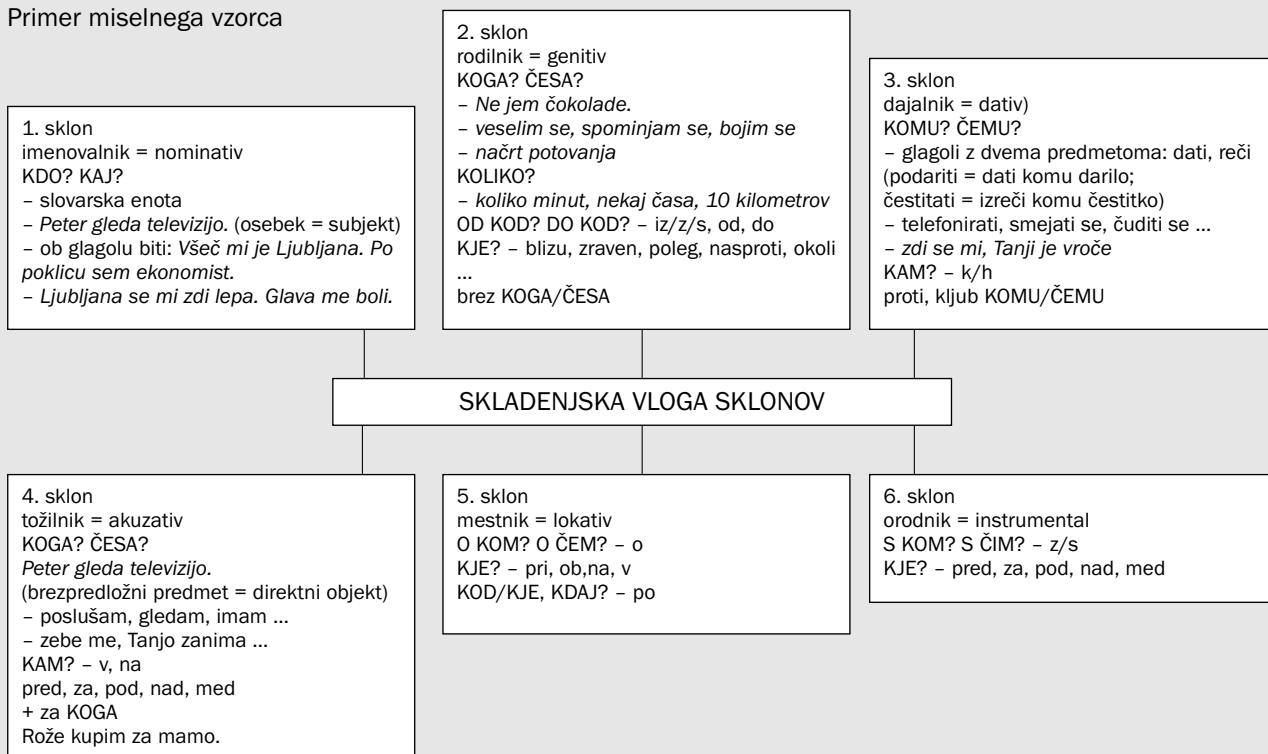 Primer miselnega vzorca
1. sklon
imenovalnik = nominativ
KDO? KAJ?
– slovarska enota
– Peter gleda televizijo. (osebek = subjekt)
– ob glagolu biti: Všeč mi je Ljubljana. Po
poklicu sem ekonomist.
– Ljubljana se mi zdi lepa. Glava me boli.
2. sklon
rodilnik = genitiv
KOGA? ČESA?
– Ne jem čokolade.
– veselim se, spominjam se, bojim se
– načrt potovanja
KOLIKO?
– koliko minut, nekaj časa, 10 kilometrov
OD KOD? DO KOD? – iz/z/s, od, do
KJE? – blizu, zraven, poleg, nasproti, okoli
...
brez KOGA/ČESA
3. sklon
dajalnik = dativ)
KOMU? ČEMU?
– glagoli z dvema predmetoma: dati, reči
(podariti = dati komu darilo;
čestitati = izreči komu čestitko)
– telefonirati, smejati se, čuditi se ...
– zdi se mi, Tanji je vroče
KAM? – k/h
proti, kljub KOMU/ČEMU
SKLADENJSKA VLOGA SKLONOV
4. sklon
tožilnik = akuzativ
KOGA? ČESA?
Peter gleda televizijo.
(brezpredložni predmet = direktni objekt)
– poslušam, gledam, imam ...
– zebe me, Tanjo zanima ...
KAM? – v, na
pred, za, pod, nad, med
+ za KOGA
Rože kupim za mamo.
5. sklon
mestnik = lokativ
O KOM? O ČEM? – o
KJE? – pri, ob,na, v
KOD/KJE, KDAJ? – po
6. sklon
orodnik = instrumental
S KOM? S ČIM? – z/s
KJE? – pred, za, pod, nad, med